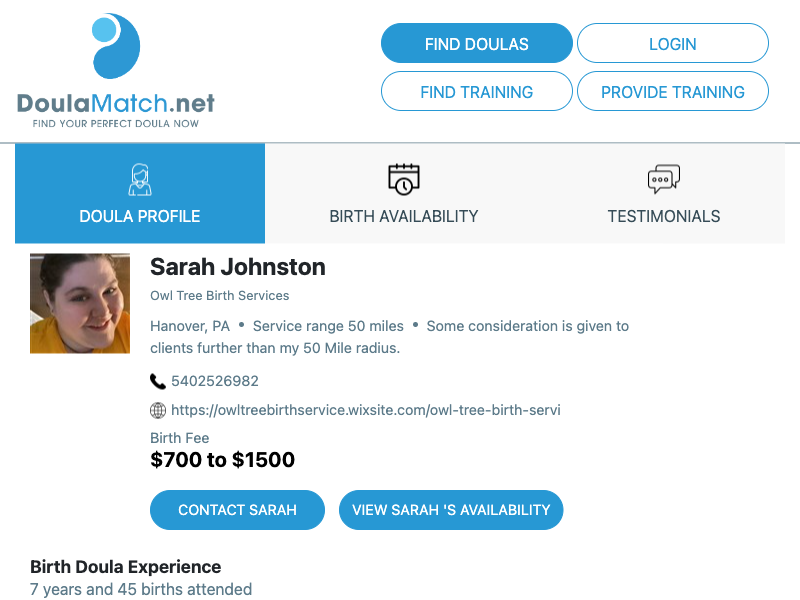 DoulaMatch.net
FIND YOUR PERFECT DOULA NOW
FIND DOULAS
LOGIN
FIND TRAINING
PROVIDE TRAINING
DOULA PROFILE
BIRTH AVAILABILITY
TESTIMONIALS
Sarah Johnston
Owl Tree Birth Services
Hanover, PA • Service range 50 miles • Some consideration is given to
clients further than my 50 Mile radius.
5402526982
https://owltreebirthservice.wixsite.com/owl-tree-birth-servi
Birth Fee
$700 to $1500
CONTACT SARAH
VIEW SARAH 'S AVAILABILITY
Birth Doula Experience
7 years and 45 births attended